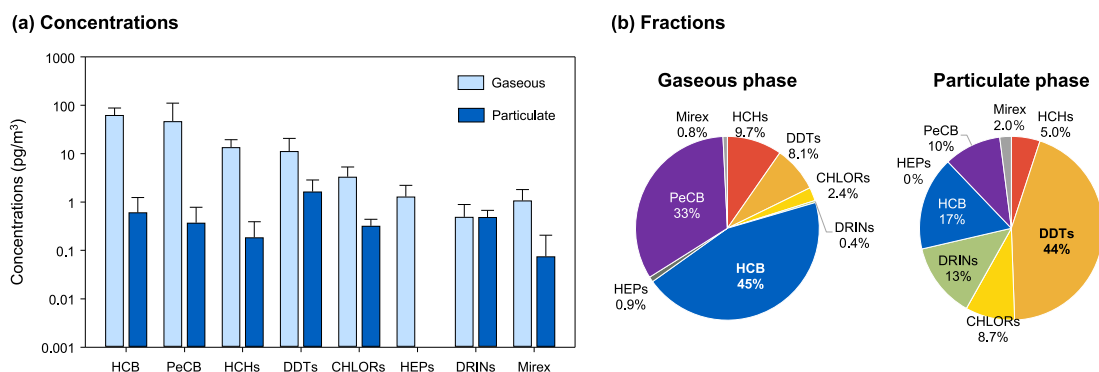 (a) Concentrations
Concentrations (pg/m³)
1000
100
10
1
0.1
0.01
0.001
Gaseous
Particulate
HCB
PeCB
HCHs
DDTs
CHLORs
HEPs
DRINs
Mirex
(b) Fractions
Gaseous phase
Mirex
0.8%
HCHs
9.7%
DDTs
8.1%
CHLORs
2.4%
DRINs
0.4%
HCB
45%
HEPs
0.9%
PeCB
33%
Particulate phase
Mirex
2.0%
HCHs
5.0%
DDTs
44%
CHLORs
8.7%
DRINs
13%
HCB
17%
HEPs
0%
PeCB
10%